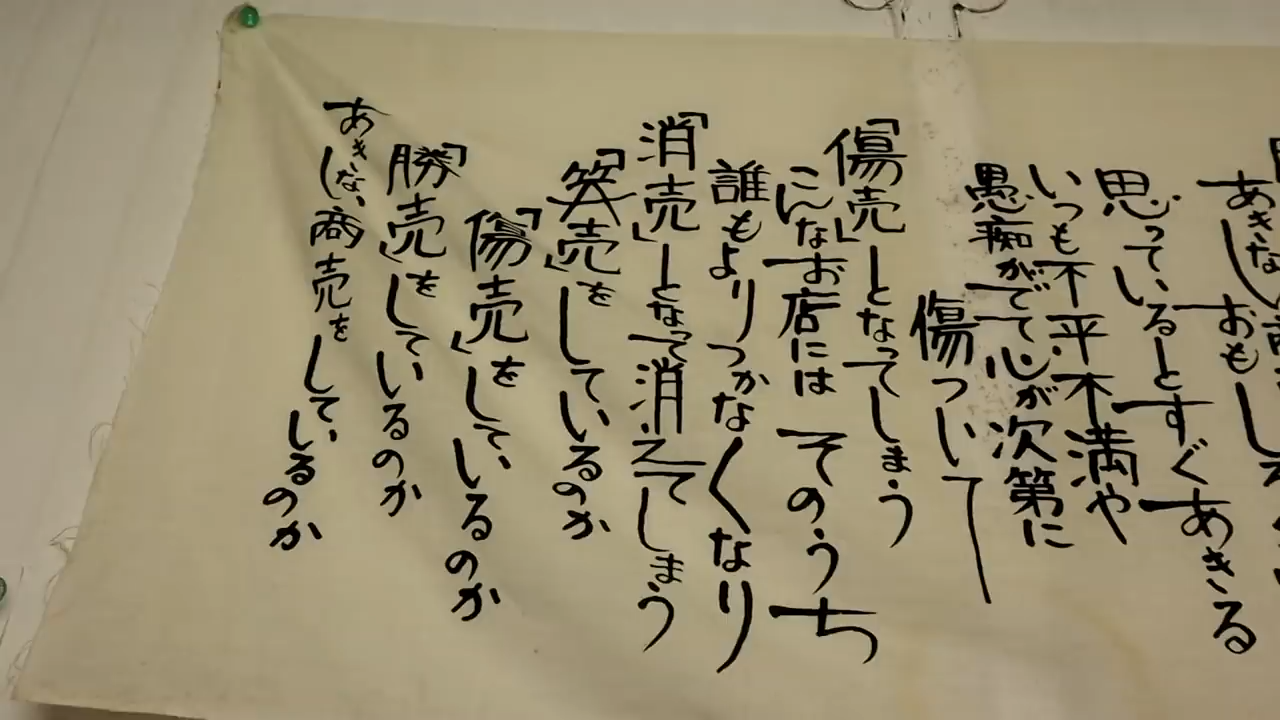 あきない
おもしろ
思っているとすぐあきる
いつも不平不満や
愚痴がでて心が次第に
傷ついて
「傷売」となってしまう
こんなお店には そのうち
誰もよりつかなくなり
「消売」となって消えてしまう
「笑売」をしているのか
「傷売」をしているのか
「勝売」をしているのか
あきない商売をしているのか